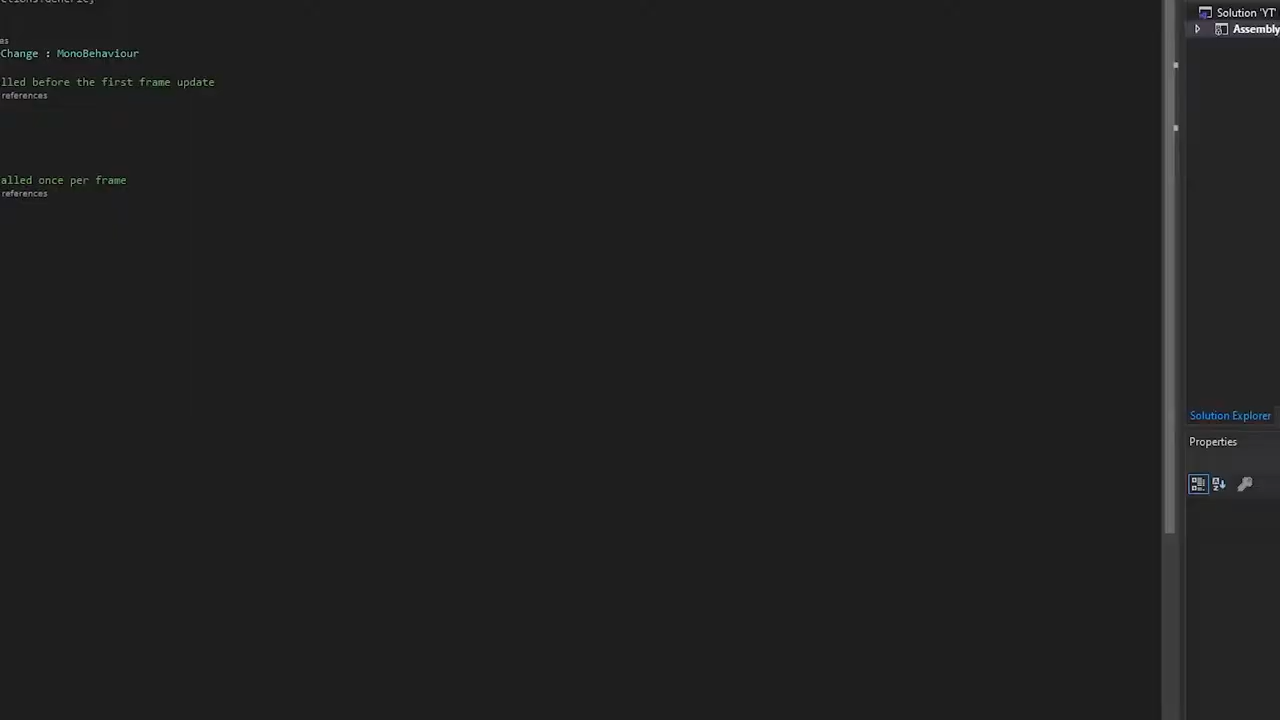 Solution 'YT'
Assembly
es
Change : MonoBehaviour
lled before the first frame update
references
alled once per frame
references
Solution Explorer
Properties